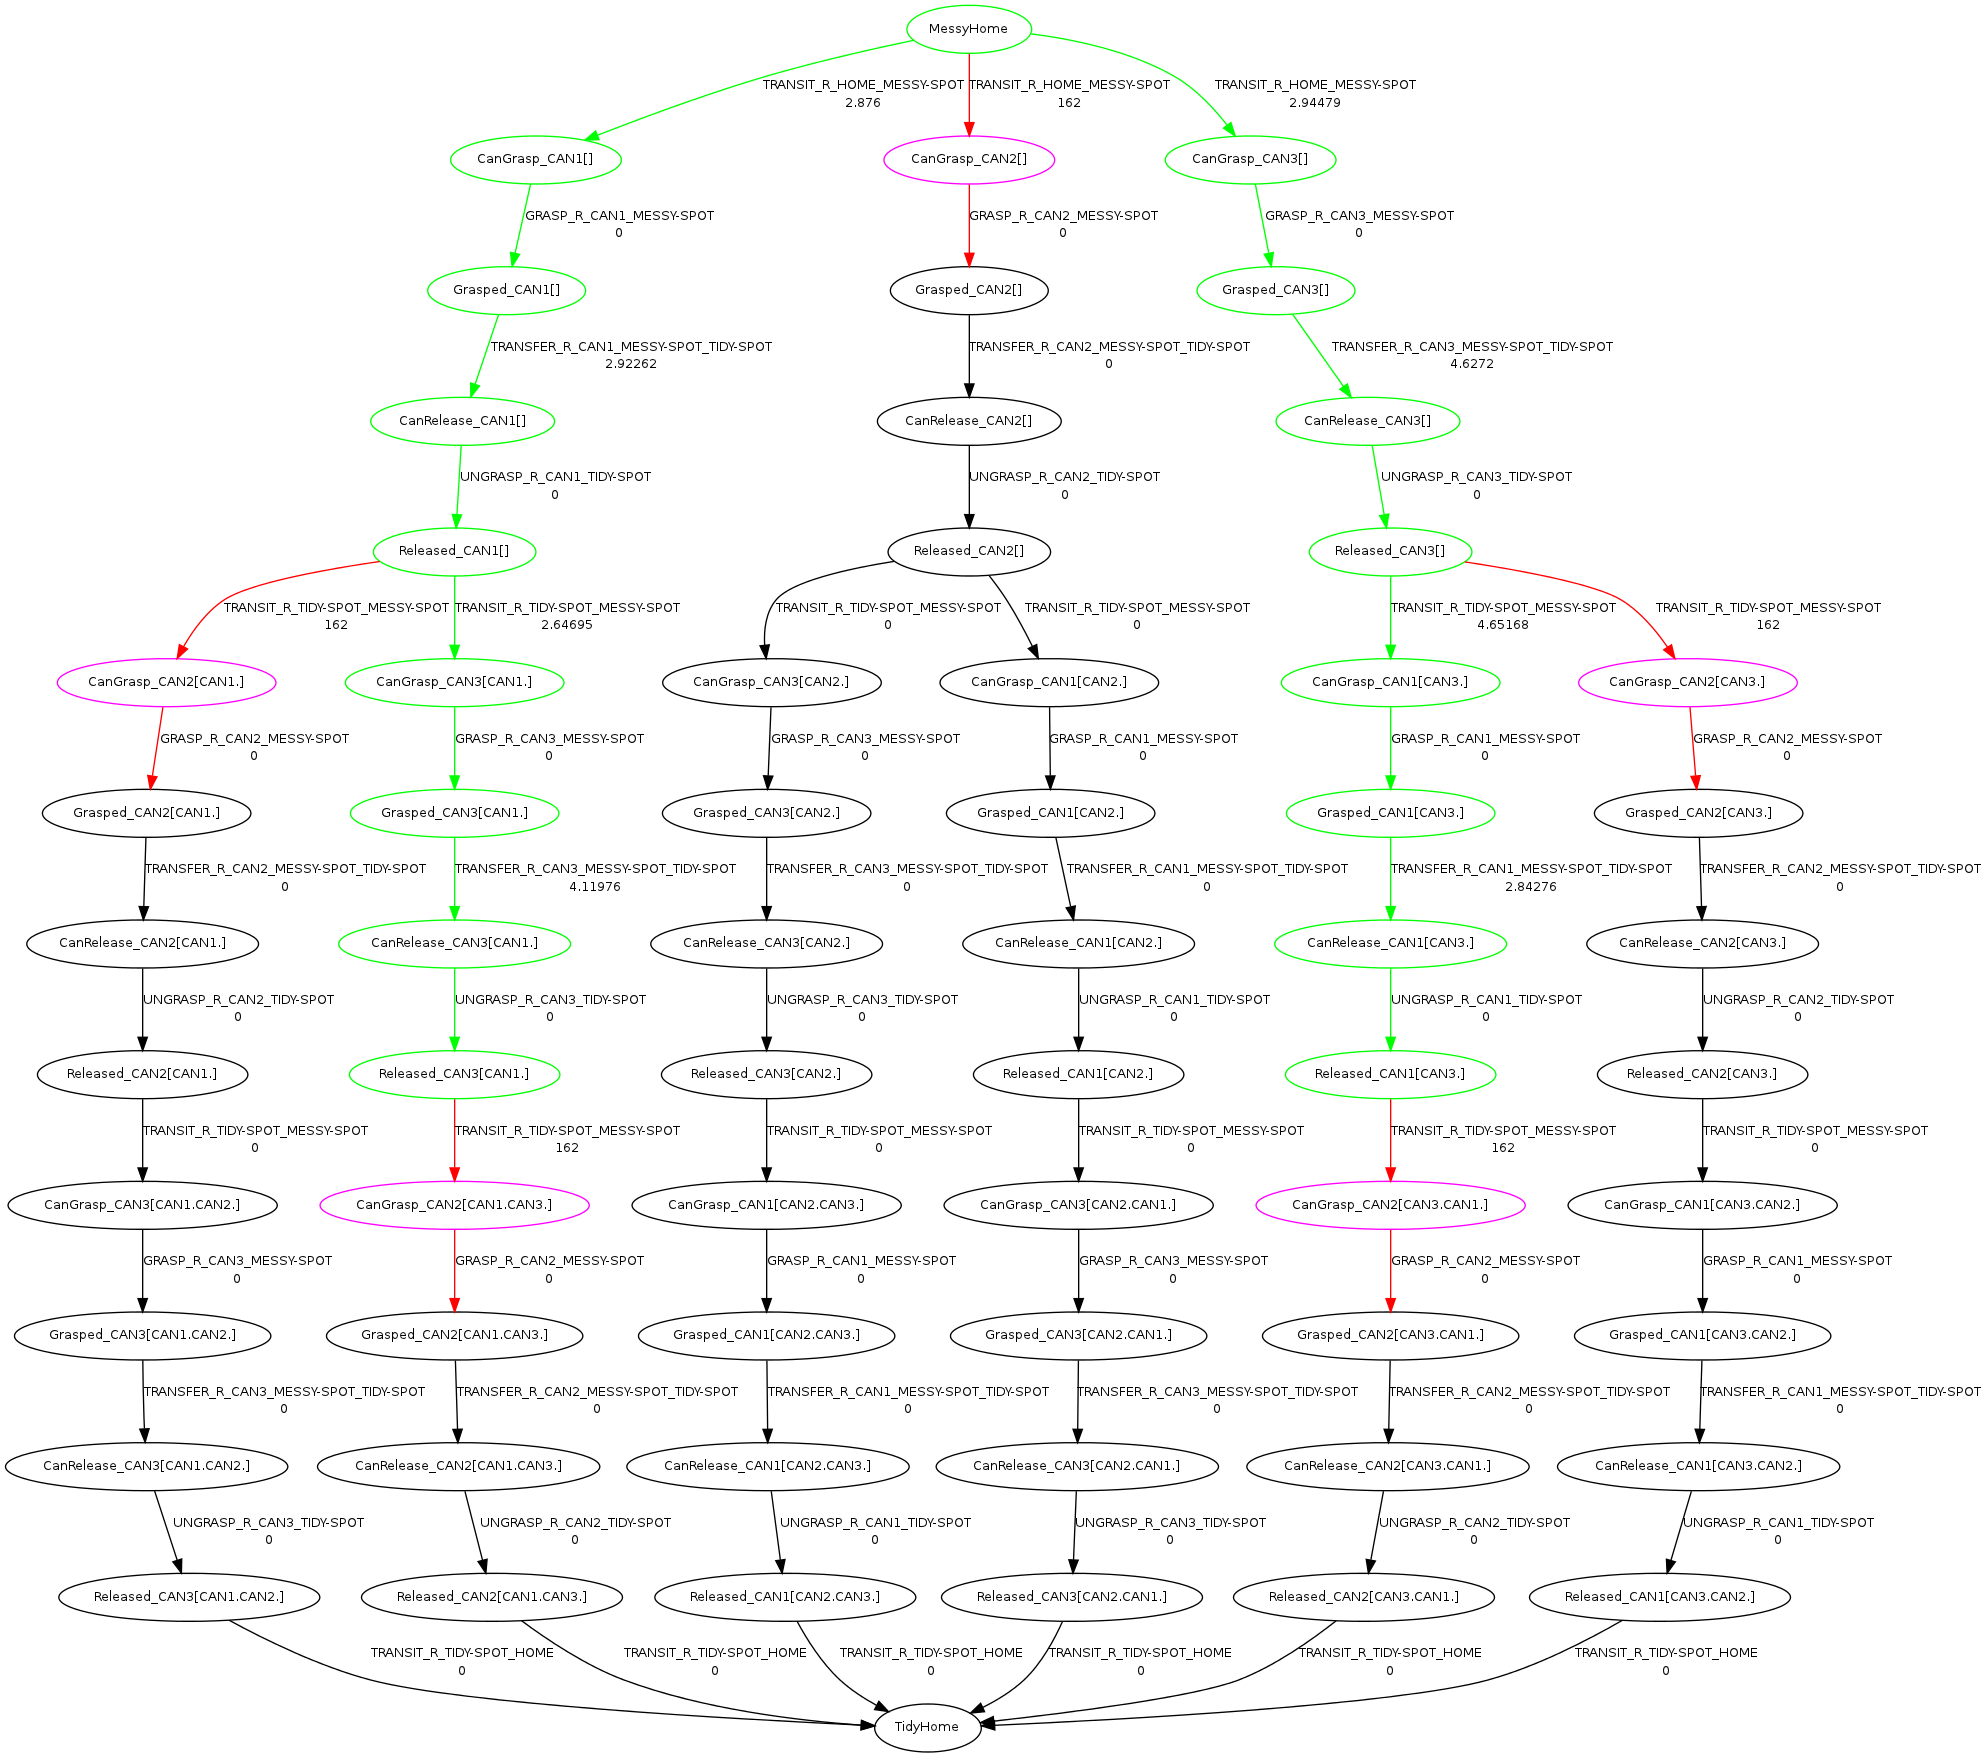 MessyHome
TRANSIT_R_HOME_MESSY-SPOT
2.876
TRANSIT_R_HOME_MESSY-SPOT
162
TRANSIT_R_HOME_MESSY-SPOT
2.94479
CanGrasp_CAN1[]
CanGrasp_CAN2[]
CanGrasp_CAN3[]
GRASP_R_CAN1_MESSY-SPOT
0
GRASP_R_CAN2_MESSY-SPOT
0
GRASP_R_CAN3_MESSY-SPOT
0
Grasped_CAN1[]
Grasped_CAN2[]
Grasped_CAN3[]
TRANSFER_R_CAN1_MESSY-SPOT_TIDY-SPOT
2.92262
TRANSFER_R_CAN2_MESSY-SPOT_TIDY-SPOT
0
TRANSFER_R_CAN3_MESSY-SPOT_TIDY-SPOT
4.6272
CanRelease_CAN1[]
CanRelease_CAN2[]
CanRelease_CAN3[]
UNGRASP_R_CAN1_TIDY-SPOT
0
UNGRASP_R_CAN2_TIDY-SPOT
0
UNGRASP_R_CAN3_TIDY-SPOT
0
Released_CAN1[]
Released_CAN2[]
Released_CAN3[]
TRANSIT_R_TIDY-SPOT_MESSY-SPOT
162
TRANSIT_R_TIDY-SPOT_MESSY-SPOT
2.64695
TRANSIT_R_TIDY-SPOT_MESSY-SPOT
0
TRANSIT_R_TIDY-SPOT_MESSY-SPOT
0
TRANSIT_R_TIDY-SPOT_MESSY-SPOT
4.65168
TRANSIT_R_TIDY-SPOT_MESSY-SPOT
162
CanGrasp_CAN2[CAN1.]
CanGrasp_CAN3[CAN1.]
CanGrasp_CAN3[CAN2.]
CanGrasp_CAN1[CAN2.]
CanGrasp_CAN1[CAN3.]
CanGrasp_CAN2[CAN3.]
GRASP_R_CAN2_MESSY-SPOT
0
GRASP_R_CAN3_MESSY-SPOT
0
GRASP_R_CAN3_MESSY-SPOT
0
GRASP_R_CAN1_MESSY-SPOT
0
GRASP_R_CAN1_MESSY-SPOT
0
GRASP_R_CAN2_MESSY-SPOT
0
Grasped_CAN2[CAN1.]
Grasped_CAN3[CAN1.]
Grasped_CAN3[CAN2.]
Grasped_CAN1[CAN2.]
Grasped_CAN1[CAN3.]
Grasped_CAN2[CAN3.]
TRANSFER_R_CAN2_MESSY-SPOT_TIDY-SPOT
0
TRANSFER_R_CAN3_MESSY-SPOT_TIDY-SPOT
4.11976
TRANSFER_R_CAN3_MESSY-SPOT_TIDY-SPOT
0
TRANSFER_R_CAN1_MESSY-SPOT_TIDY-SPOT
0
TRANSFER_R_CAN1_MESSY-SPOT_TIDY-SPOT
2.84276
TRANSFER_R_CAN2_MESSY-SPOT_TIDY-SPOT
0
CanRelease_CAN2[CAN1.]
CanRelease_CAN3[CAN1.]
CanRelease_CAN3[CAN2.]
CanRelease_CAN1[CAN2.]
CanRelease_CAN1[CAN3.]
CanRelease_CAN2[CAN3.]
UNGRASP_R_CAN2_TIDY-SPOT
0
UNGRASP_R_CAN3_TIDY-SPOT
0
UNGRASP_R_CAN3_TIDY-SPOT
0
UNGRASP_R_CAN1_TIDY-SPOT
0
UNGRASP_R_CAN1_TIDY-SPOT
0
UNGRASP_R_CAN2_TIDY-SPOT
0
Released_CAN2[CAN1.]
Released_CAN3[CAN1.]
Released_CAN3[CAN2.]
Released_CAN1[CAN2.]
Released_CAN1[CAN3.]
Released_CAN2[CAN3.]
TRANSIT_R_TIDY-SPOT_MESSY-SPOT
0
TRANSIT_R_TIDY-SPOT_MESSY-SPOT
162
TRANSIT_R_TIDY-SPOT_MESSY-SPOT
0
TRANSIT_R_TIDY-SPOT_MESSY-SPOT
0
TRANSIT_R_TIDY-SPOT_MESSY-SPOT
162
TRANSIT_R_TIDY-SPOT_MESSY-SPOT
0
CanGrasp_CAN3[CAN1.CAN2.]
CanGrasp_CAN2[CAN1.CAN3.]
CanGrasp_CAN1[CAN2.CAN3.]
CanGrasp_CAN3[CAN2.CAN1.]
CanGrasp_CAN2[CAN3.CAN1.]
CanGrasp_CAN1[CAN3.CAN2.]
GRASP_R_CAN3_MESSY-SPOT
0
GRASP_R_CAN2_MESSY-SPOT
0
GRASP_R_CAN1_MESSY-SPOT
0
GRASP_R_CAN3_MESSY-SPOT
0
GRASP_R_CAN2_MESSY-SPOT
0
GRASP_R_CAN1_MESSY-SPOT
0
Grasped_CAN3[CAN1.CAN2.]
Grasped_CAN2[CAN1.CAN3.]
Grasped_CAN1[CAN2.CAN3.]
Grasped_CAN3[CAN2.CAN1.]
Grasped_CAN2[CAN3.CAN1.]
Grasped_CAN1[CAN3.CAN2.]
TRANSFER_R_CAN3_MESSY-SPOT_TIDY-SPOT
0
TRANSFER_R_CAN2_MESSY-SPOT_TIDY-SPOT
0
TRANSFER_R_CAN1_MESSY-SPOT_TIDY-SPOT
0
TRANSFER_R_CAN3_MESSY-SPOT_TIDY-SPOT
0
TRANSFER_R_CAN2_MESSY-SPOT_TIDY-SPOT
0
TRANSFER_R_CAN1_MESSY-SPOT_TIDY-SPOT
0
CanRelease_CAN3[CAN1.CAN2.]
CanRelease_CAN2[CAN1.CAN3.]
CanRelease_CAN1[CAN2.CAN3.]
CanRelease_CAN3[CAN2.CAN1.]
CanRelease_CAN2[CAN3.CAN1.]
CanRelease_CAN1[CAN3.CAN2.]
UNGRASP_R_CAN3_TIDY-SPOT
0
UNGRASP_R_CAN2_TIDY-SPOT
0
UNGRASP_R_CAN1_TIDY-SPOT
0
UNGRASP_R_CAN3_TIDY-SPOT
0
UNGRASP_R_CAN2_TIDY-SPOT
0
UNGRASP_R_CAN1_TIDY-SPOT
0
Released_CAN3[CAN1.CAN2.]
Released_CAN2[CAN1.CAN3.]
Released_CAN1[CAN2.CAN3.]
Released_CAN3[CAN2.CAN1.]
Released_CAN2[CAN3.CAN1.]
Released_CAN1[CAN3.CAN2.]
TRANSIT_R_TIDY-SPOT_HOME
0
TRANSIT_R_TIDY-SPOT_HOME
0
TRANSIT_R_TIDY-SPOT_HOME
0
TRANSIT_R_TIDY-SPOT_HOME
0
TRANSIT_R_TIDY-SPOT_HOME
0
TRANSIT_R_TIDY-SPOT_HOME
0
TidyHome